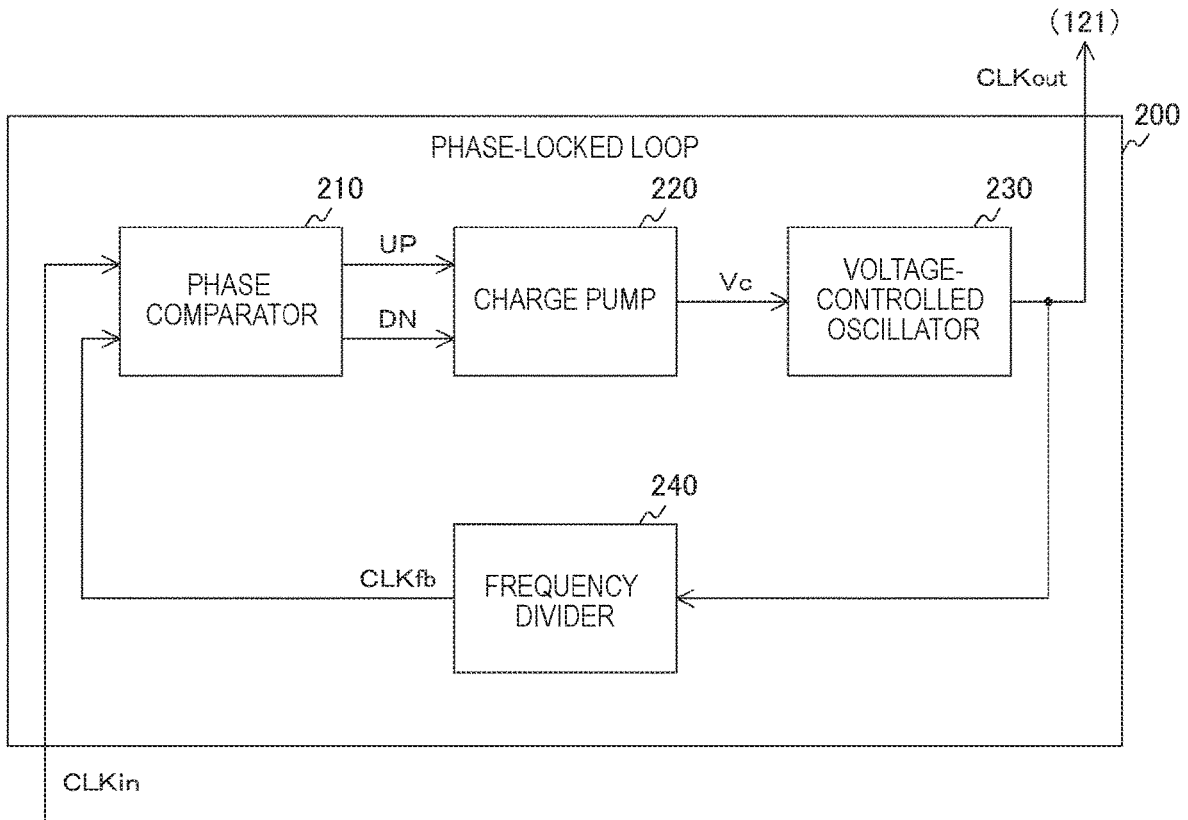 (121)
CLKout
200
PHASE-LOCKED LOOP
210
220
230
UP
PHASE
COMPARATOR
DN
CHARGE PUMP
Vc
VOLTAGE-
CONTROLLED
OSCILLATOR
240
CLKfb
FREQUENCY
DIVIDER
CLKin